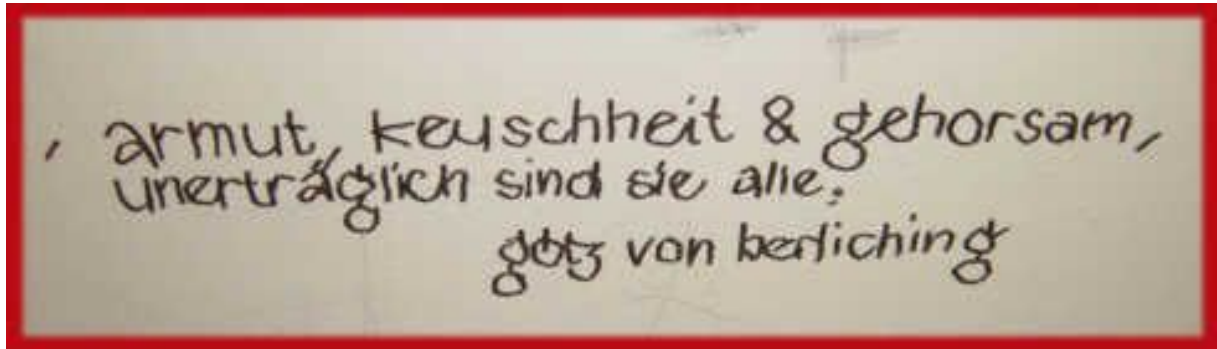 , armut, keuschheit & gehorsam,
unerträglich sind sie alle.
götz von berliching